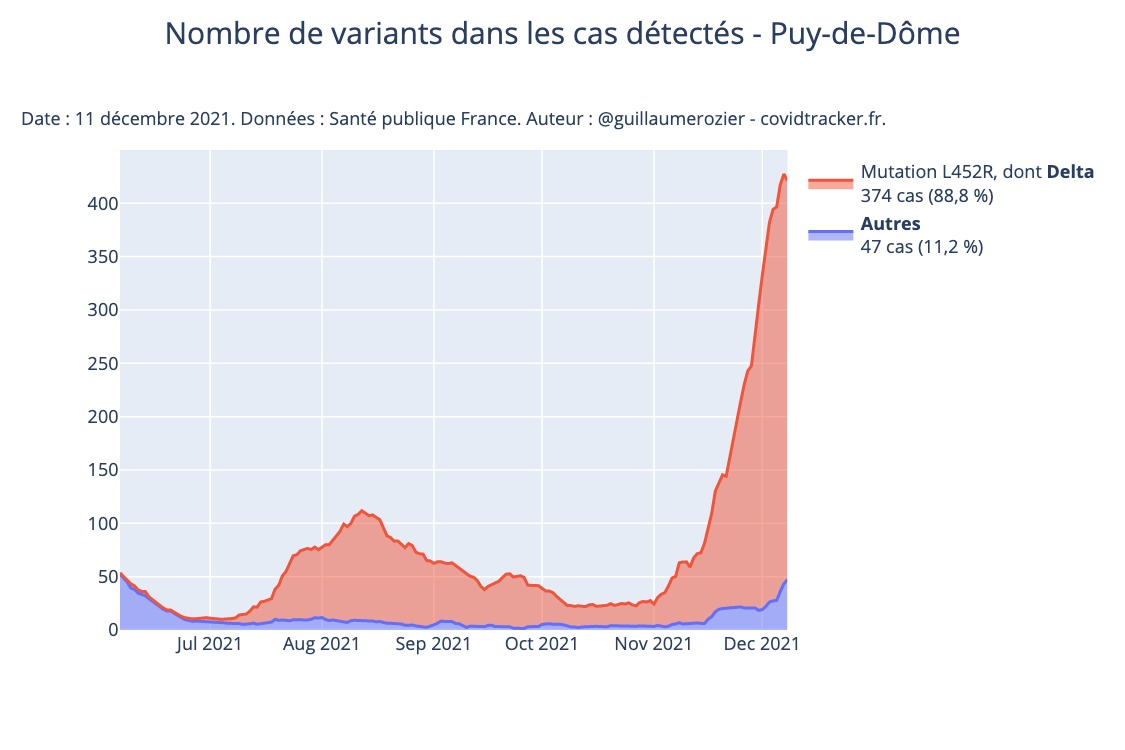 Nombre de variants dans les cas détectés - Puy-de-Dôme
Date : 11 décembre 2021. Données : Santé publique France. Auteur : @guillaumerozier - covidtracker.fr.
Mutation L452R, dont Delta
374 cas (88,8 %)
Autres
47 cas (11,2 %)
400
350
300
250
200
150
100
50
0
Jul 2021 Aug 2021 Sep 2021 Oct 2021 Nov 2021 Dec 2021